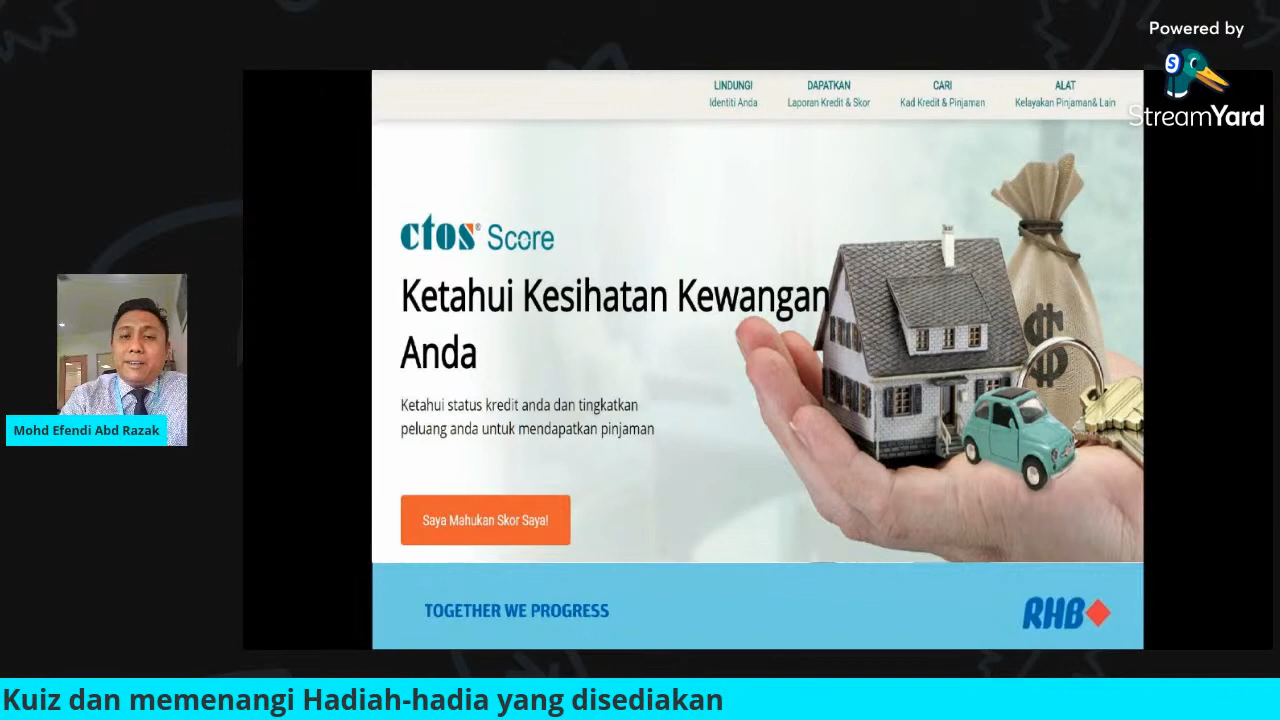 Powered by
StreamYard
LINDUNGI
Identiti Anda
DAPATKAN
Laporan Kredit & Skor
CARI
Kad Kredit & Pinjaman
ALAT
Kelayakan Pinjaman& Lain
ctos® Score
Ketahui Kesihatan Kewangan
Anda
Ketahui status kredit anda dan tingkatkan
peluang anda untuk mendapatkan pinjaman
Saya Mahukan Skor Saya!
TOGETHER WE PROGRESS
RHB
Mohd Efendi Abd Razak
Kuiz dan memenangi Hadiah-hadia yang disediakan